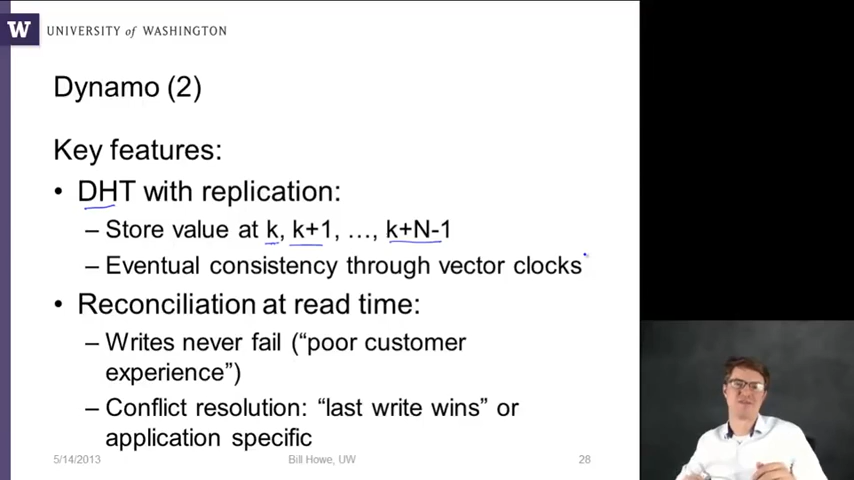 W UNIVERSITY of WASHINGTON
Dynamo (2)
Key features:
• DHT with replication:
– Store value at k, k+1, …, k+N-1
– Eventual consistency through vector clocks
• Reconciliation at read time:
– Writes never fail (“poor customer
experience”)
– Conflict resolution: “last write wins” or
application specific
5/14/2013 Bill Howe, UW 28